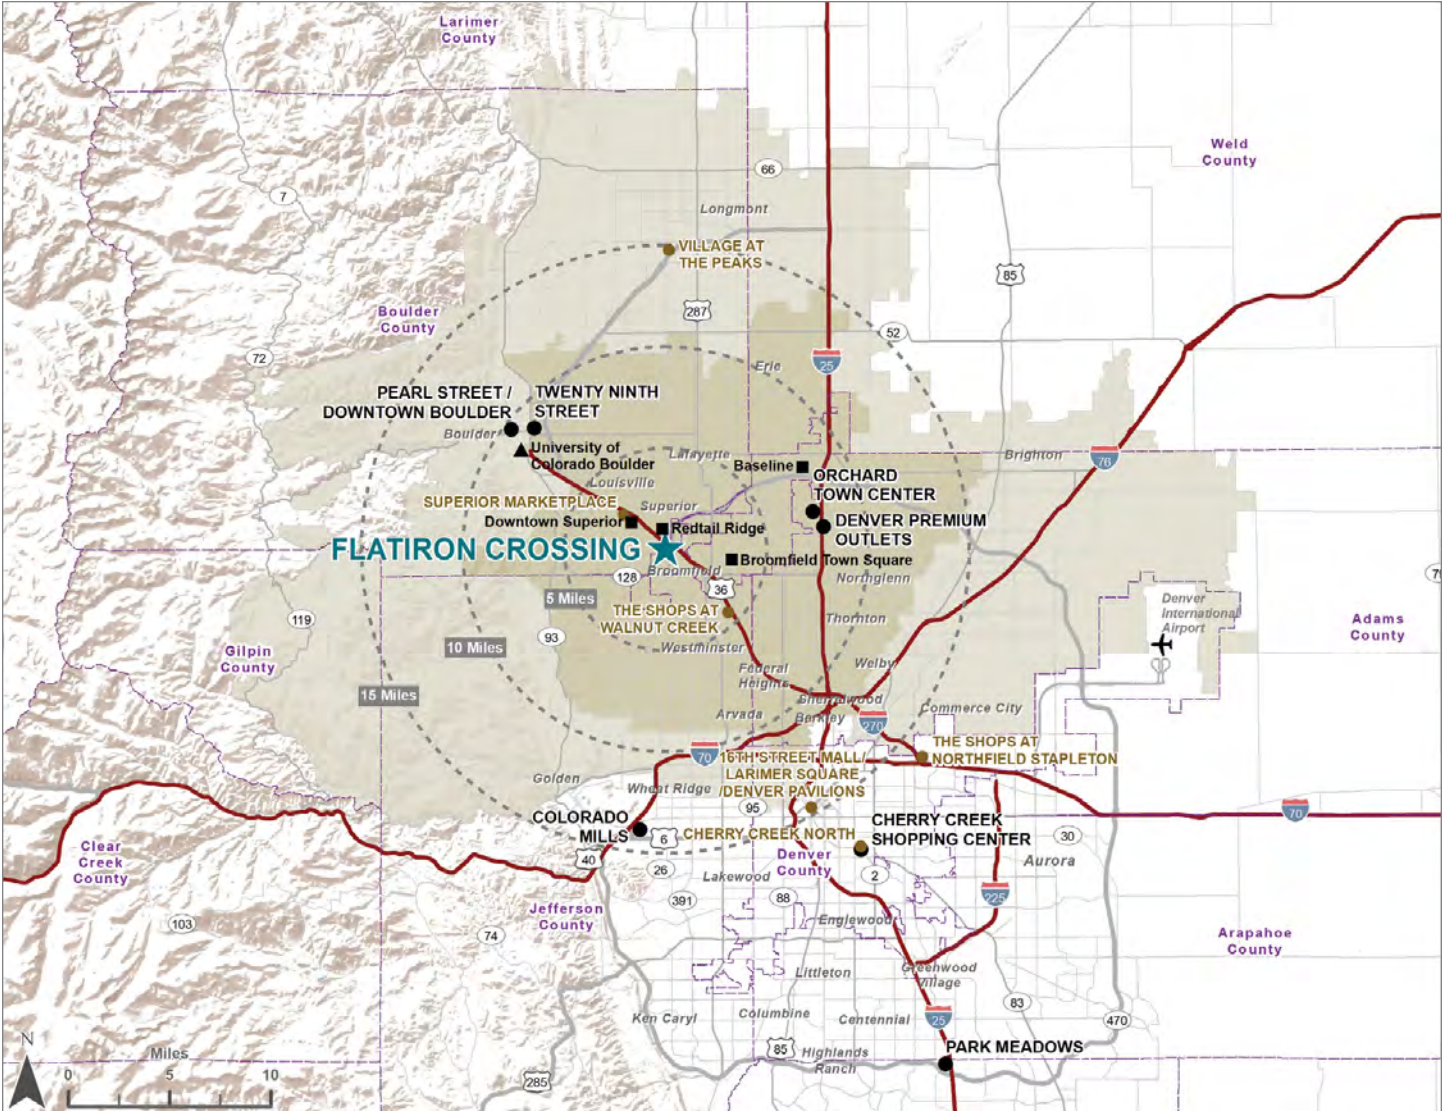 Larimer
County
Weld
County
66
7
Longmont
VILLAGE AT
THE PEAKS
85
287
Boulder
County
52
72
25
Erie
PEARL STREET /
DOWNTOWN BOULDER
TWENTY NINTH
STREET
Boulder
University of
Colorado Boulder
Lafayette
Baseline
Brighton
76
Louisville
ORCHARD
TOWN CENTER
SUPERIOR MARKETPLACE
Superior
Downtown Superior
Redtail Ridge
DENVER PREMIUM
OUTLETS
FLATIRON CROSSING
Broomfield Town Square
Broomfield
128
36
Northglenn
5 Miles
THE SHOPS AT
WALNUT CREEK
Denver
International
Airport
119
93
Thornton
Adams
County
10 Miles
Westminster
Gilpin
County
Federal
Heights
Welby
15 Miles
Sherrelwood
Commerce City
Arvada
Berkley
270
70
16TH STREET MALL/
LARIMER SQUARE
/DENVER PAVILIONS
THE SHOPS AT
NORTHFIELD STAPLETON
Golden
Wheat Ridge
95
70
COLORADO
MILLS
6
CHERRY CREEK NORTH
CHERRY CREEK
SHOPPING CENTER
30
Clear
Creek
County
40
26
Denver
County
2
Aurora
Lakewood
391
88
225
Jefferson
County
103
74
Englewood
Arapahoe
County
Littleton
Greenwood
Village
83
Ken Caryl
Columbine
Centennial
25
470
N
Miles
85
Highlands
Ranch
PARK MEADOWS
0
5
10
285